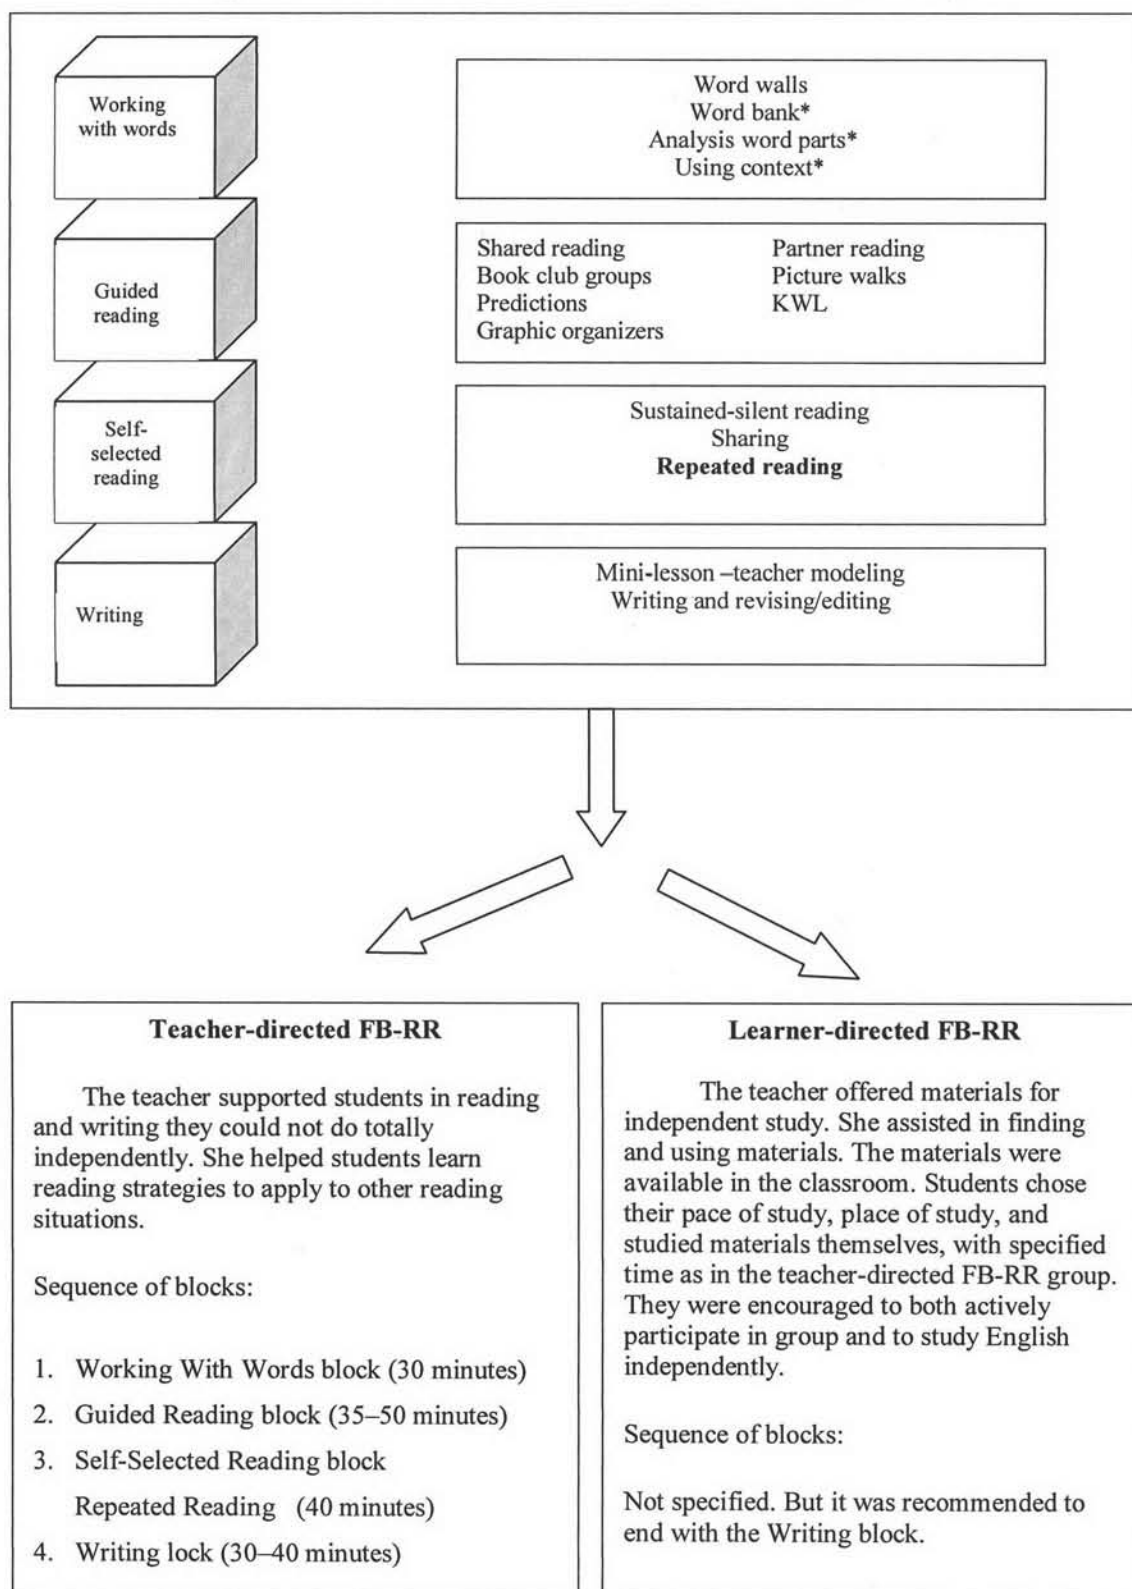 Working
with words
Word walls
Word bank*
Analysis word parts*
Using context*
Guided
reading
Shared reading
Book club groups
Predictions
Graphic organizers
Partner reading
Picture walks
KWL
Self-
selected
reading
Sustained-silent reading
Sharing
Repeated reading
Writing
Mini-lesson –teacher modeling
Writing and revising/editing
Teacher-directed FB-RR
The teacher supported students in reading
and writing they could not do totally
independently. She helped students learn
reading strategies to apply to other reading
situations.
Sequence of blocks:
1. Working With Words block (30 minutes)
2. Guided Reading block (35–50 minutes)
3. Self-Selected Reading block
Repeated Reading (40 minutes)
4. Writing lock (30–40 minutes)
Learner-directed FB-RR
The teacher offered materials for
independent study. She assisted in finding
and using materials. The materials were
available in the classroom. Students chose
their pace of study, place of study, and
studied materials themselves, with specified
time as in the teacher-directed FB-RR group.
They were encouraged to both actively
participate in group and to study English
independently.
Sequence of blocks:
Not specified. But it was recommended to
end with the Writing block.